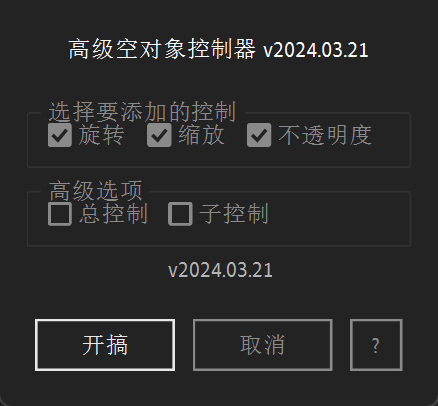 高级空对象控制器 v2024.03.21
选择要添加的控制
旋转 缩放 不透明度
高级选项
总控制 子控制
v2024.03.21
开搞 取消 ?